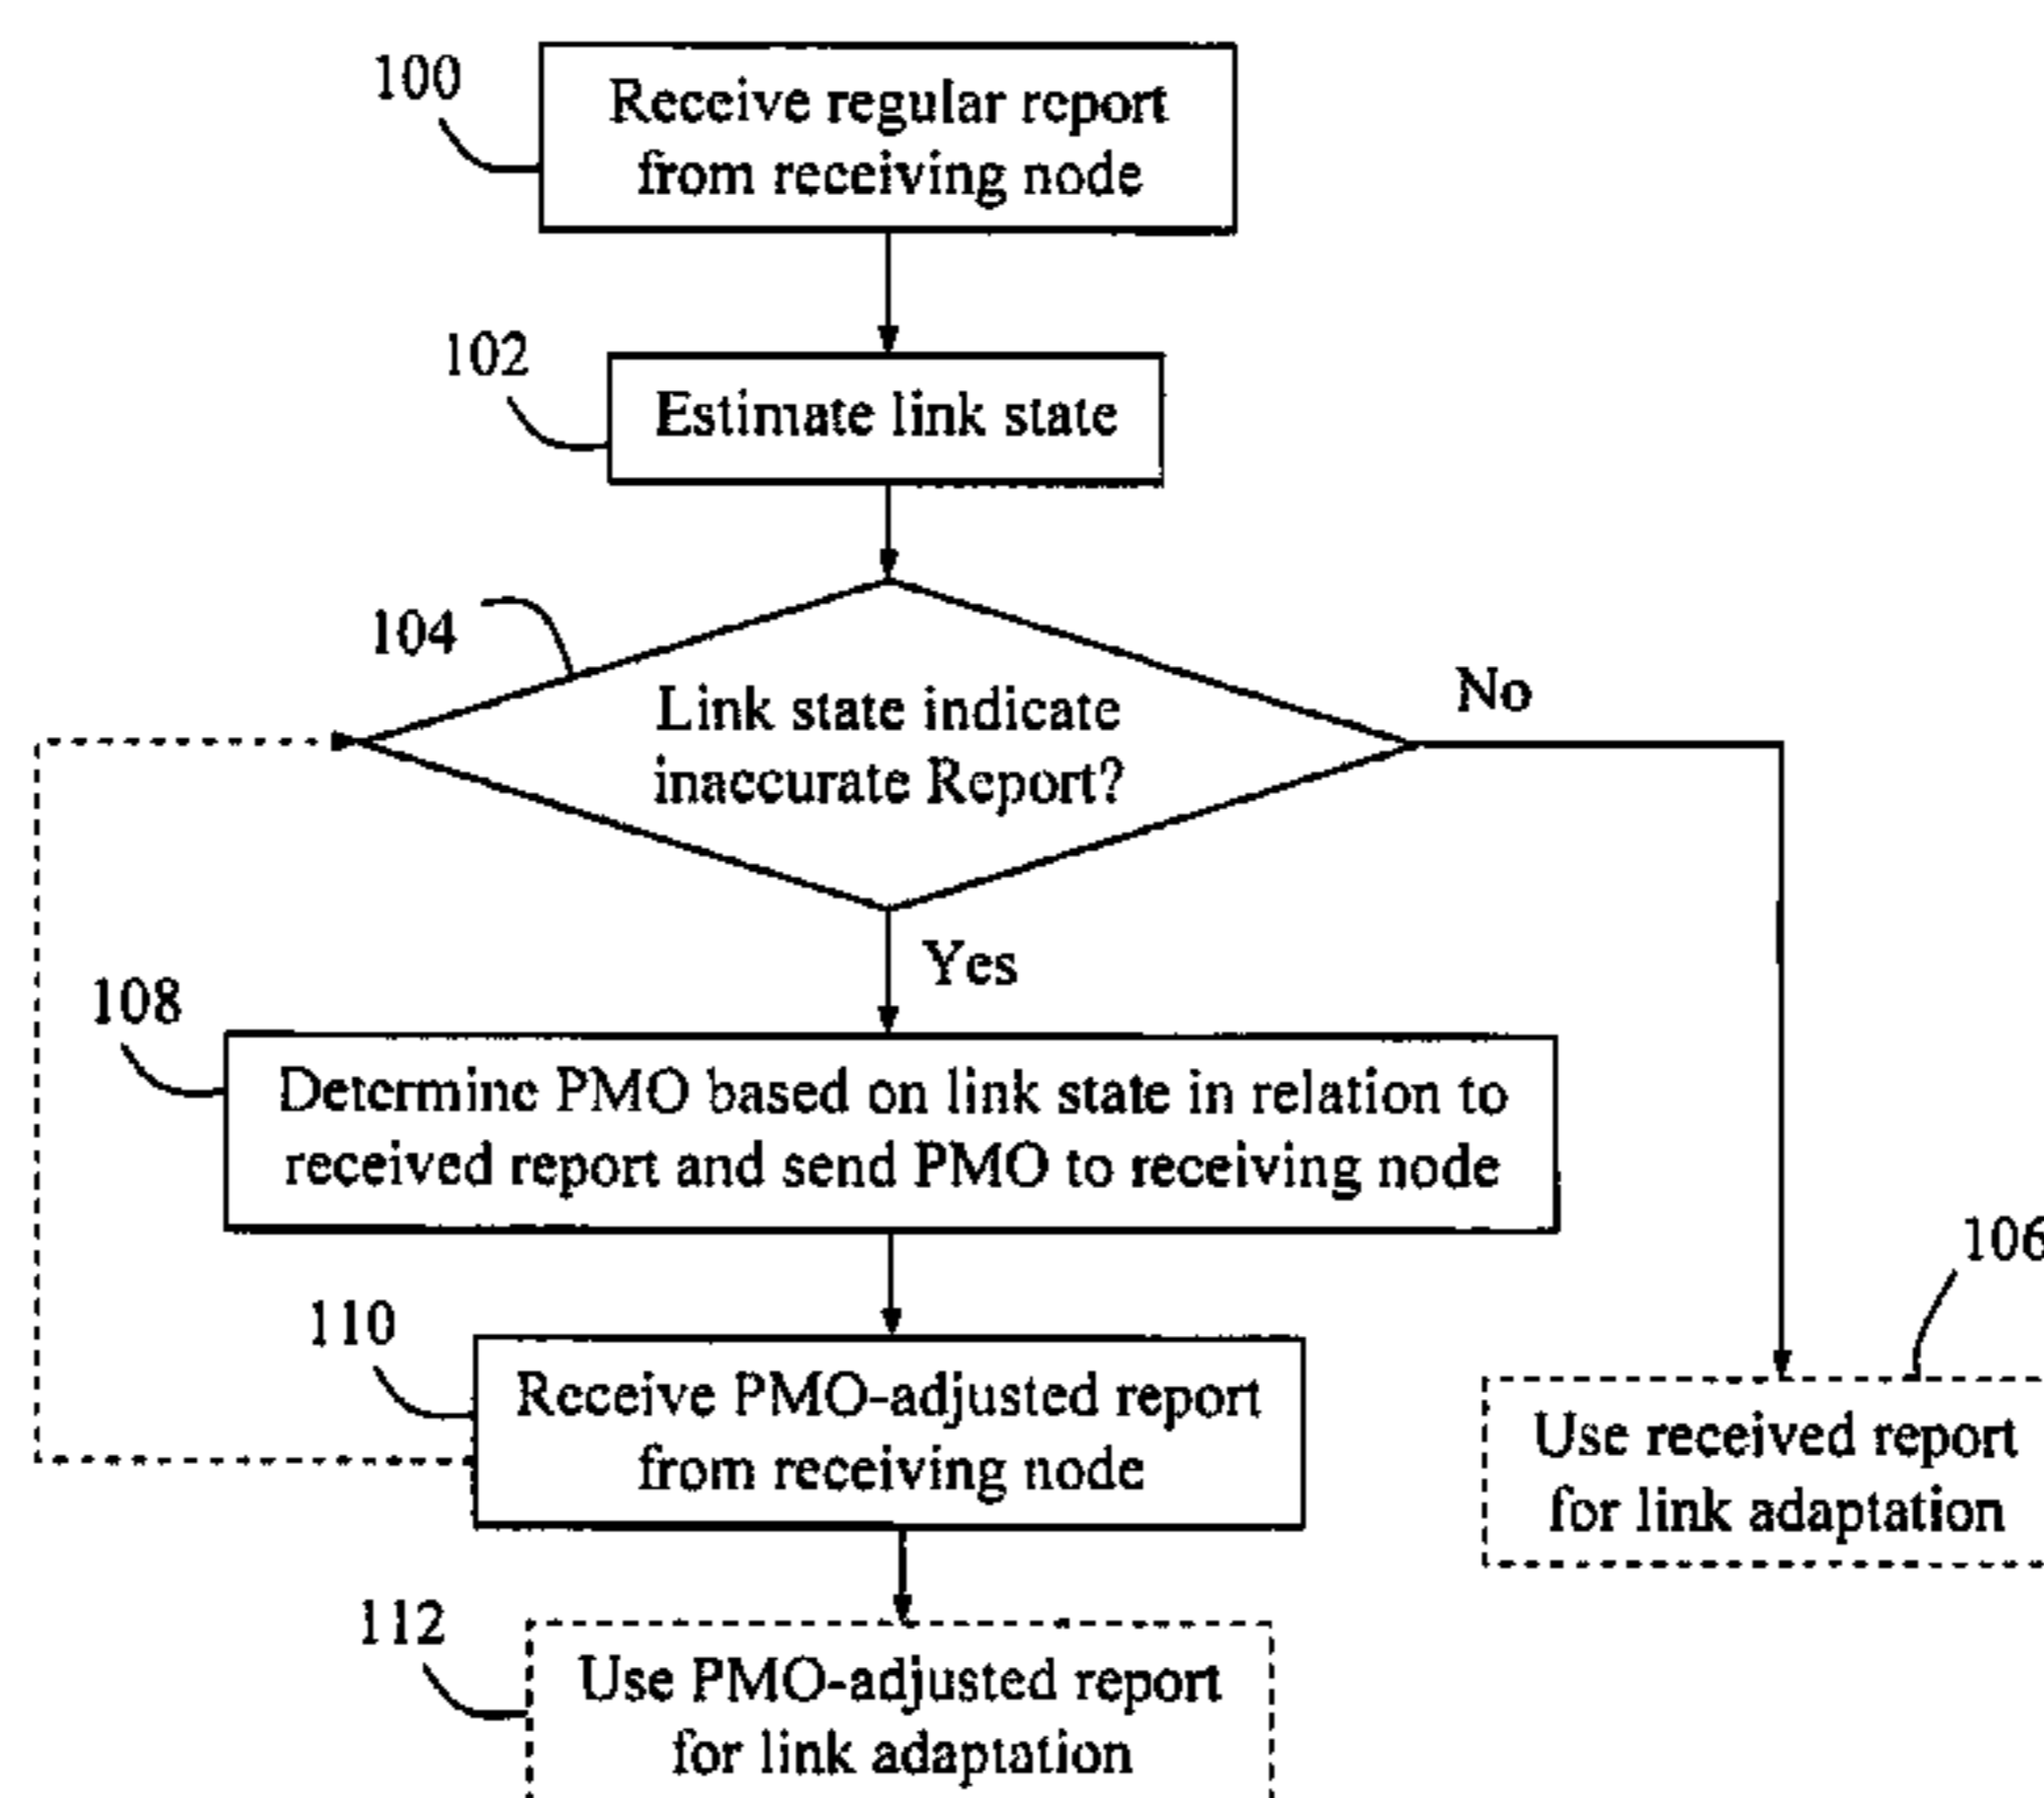 100
Receive regular report
from receiving node
102
Estimate link state
104
Link state indicate
inaccurate Report?
No
Yes
108
Determine PMO based on link state in relation to
received report and send PMO to receiving node
106
110
Receive PMO-adjusted report
from receiving node
Use received report
for link adaptation
112
Use PMO-adjusted report
for link adaptation